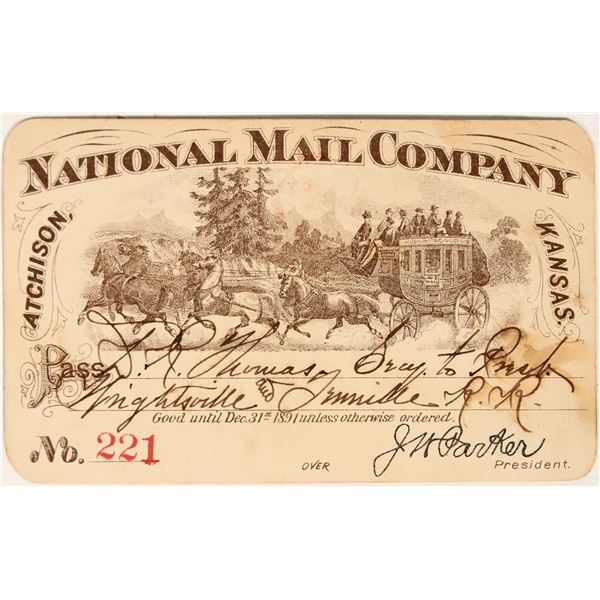 NATIONAL MAIL COMPANY
ATCHISON,
KANSAS.
Pass J. R. Thomas, Secy. to Prest.
Wrightsville and Tennille R. R.
Good until Dec. 31st 1891 unless otherwise ordered.
No. 221
OVER
J W Parker
President.